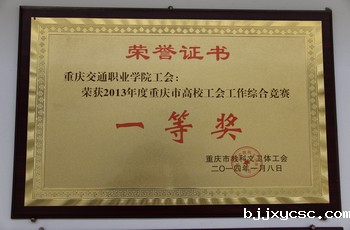 荣誉证书
重庆交通职业学院工会：
荣获2013年度重庆市高校工会工作综合竞赛
一等奖
重庆市教科文卫体工会
二〇一四年一月八日
bjjxycsc.com